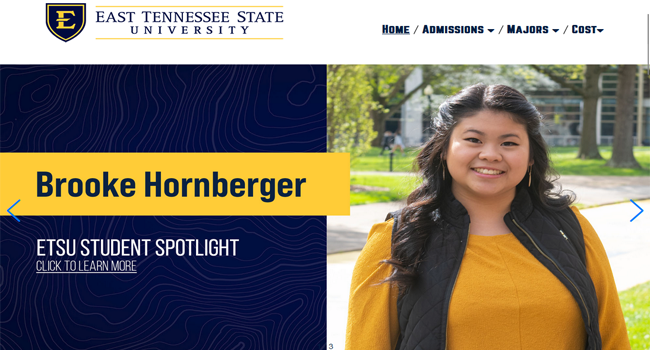 E
EAST TENNESSEE STATE
UNIVERSITY
HOME / ADMISSIONS / MAJORS / COST
Brooke Hornberger
ETSU STUDENT SPOTLIGHT
CLICK TO LEARN MORE
3